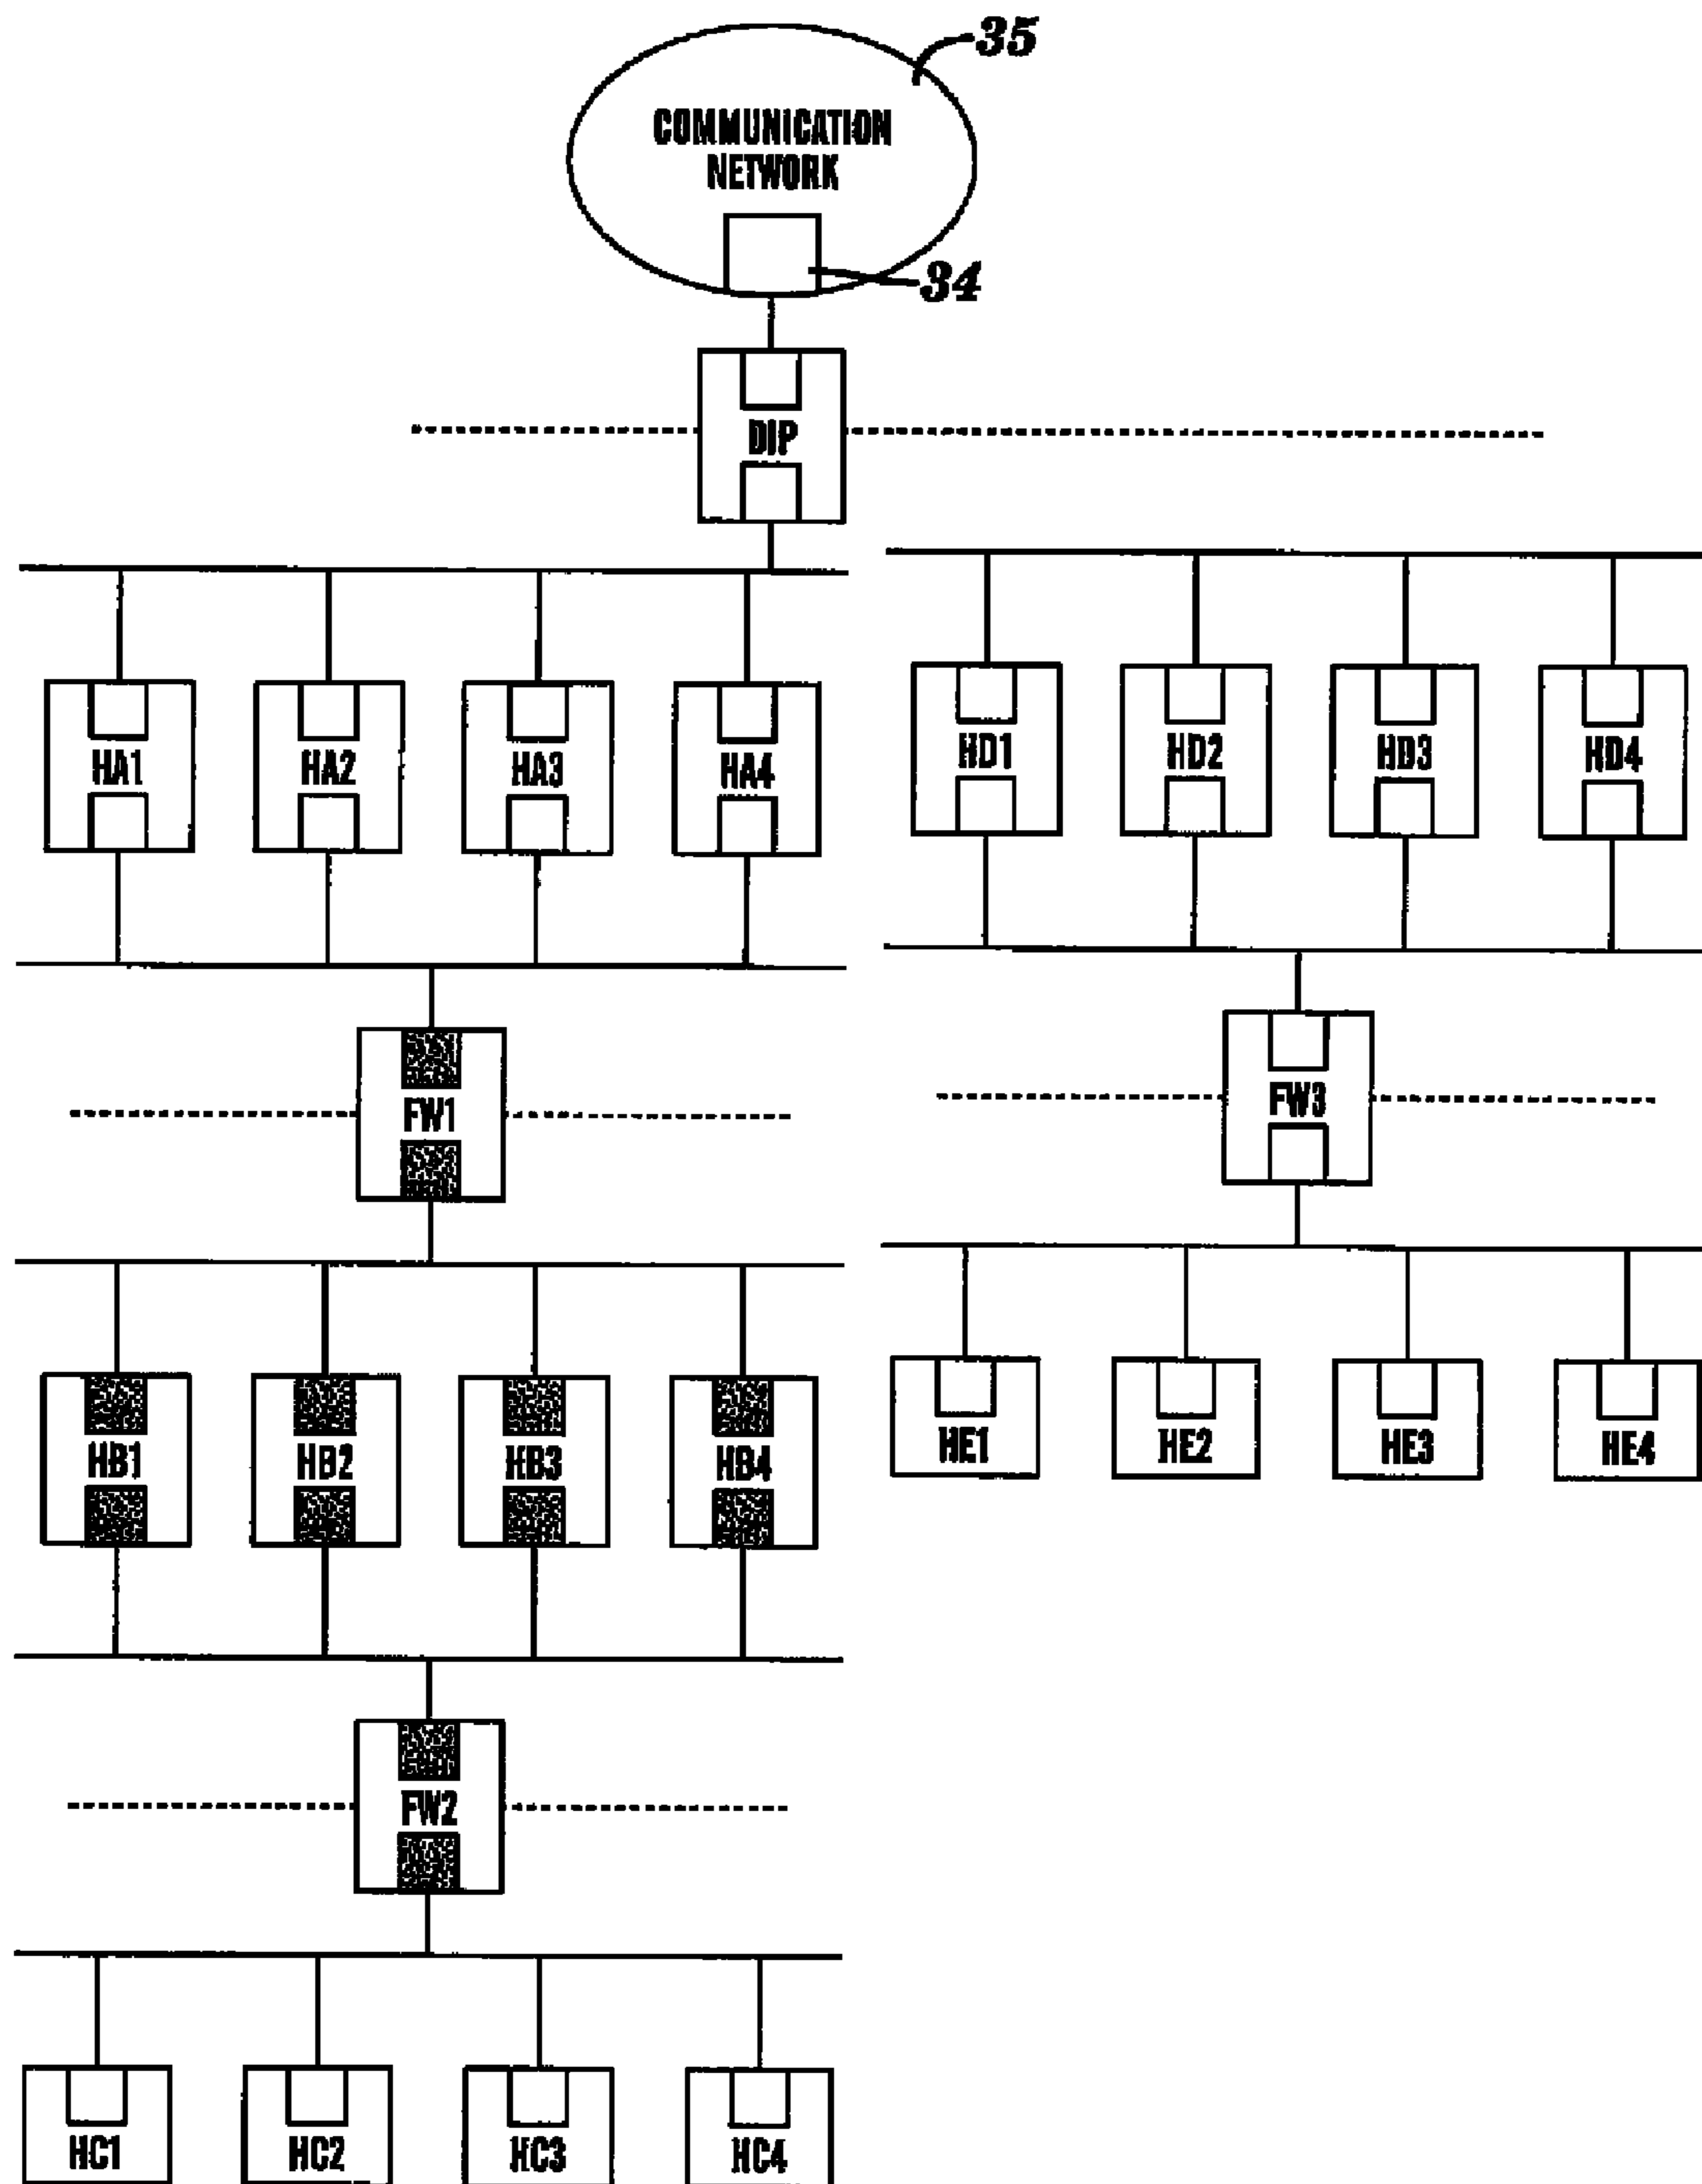 35
COMMUNICATION
NETWORK
34
DIP
HA1 HA2 HA3 HA4 HD1 HD2 HD3 HD4
FW1 FW3
HB1 HB2 HB3 HB4 HE1 HE2 HE3 HE4
FW2
HC1 HC2 HC3 HC4